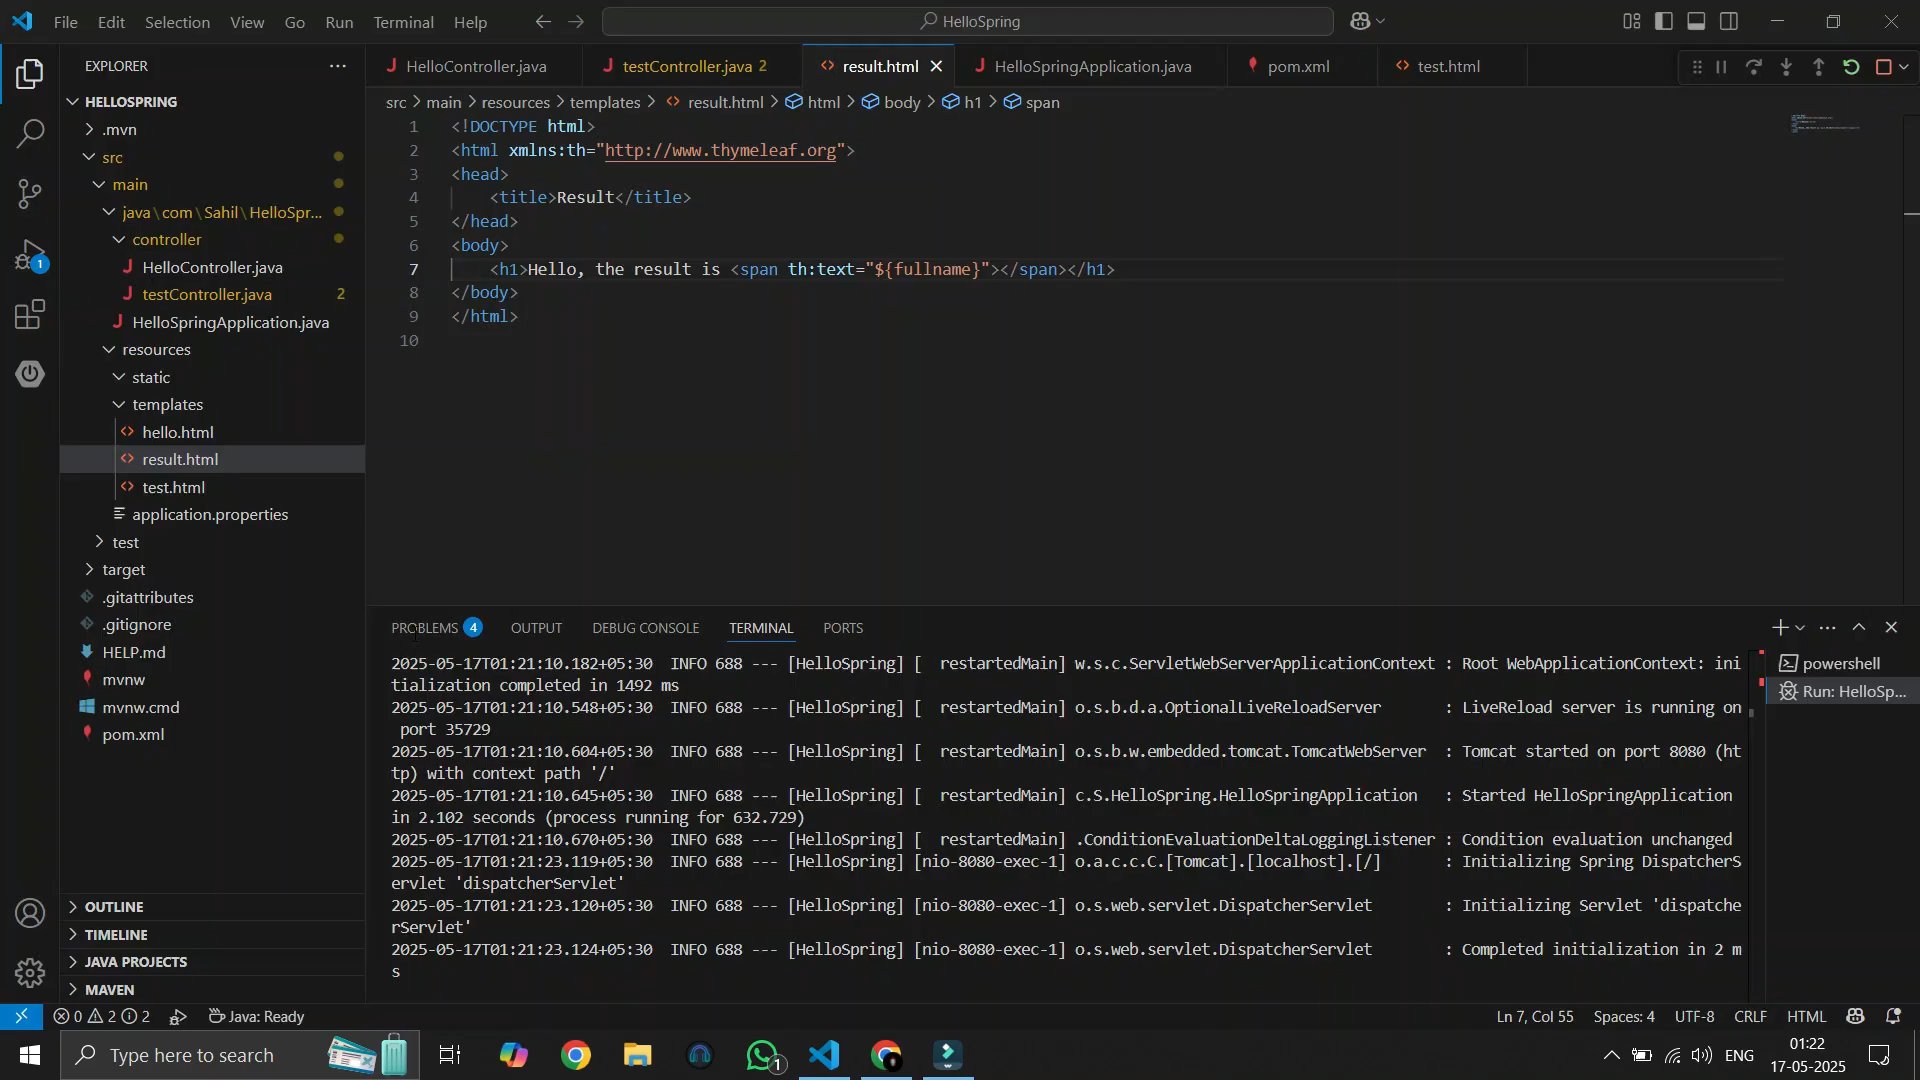 File Edit Selection View Go Run Terminal Help
HelloSpring
EXPLORER
HelloController.java
testController.java 2
result.html
HelloSpringApplication.java
pom.xml
test.html
src > main > resources > templates > result.html > html > body > h1 > span
HELLOSPRING
.mvn
src
main
java\com\Sahil\HelloSpr...
controller
HelloController.java
testController.java 2
HelloSpringApplication.java
resources
static
templates
hello.html
result.html
test.html
application.properties
test
target
.gitattributes
.gitignore
HELP.md
mvnw
mvnw.cmd
pom.xml
OUTLINE
TIMELINE
JAVA PROJECTS
MAVEN
1
1 <!DOCTYPE html>
2 <html xmlns:th="http://www.thymeleaf.org">
3 <head>
4 <title>Result</title>
5 </head>
6 <body>
7 <h1>Hello, the result is <span th:text="${fullname}"></span></h1>
8 </body>
9 </html>
10
PROBLEMS 4 OUTPUT DEBUG CONSOLE TERMINAL PORTS
powershell
Run: HelloSp...
2025-05-17T01:21:10.182+05:30 INFO 688 --- [HelloSpring] [ restartedMain] w.s.c.ServletWebServerApplicationContext : Root WebApplicationContext: ini
tialization completed in 1492 ms
2025-05-17T01:21:10.548+05:30 INFO 688 --- [HelloSpring] [ restartedMain] o.s.b.d.a.OptionalLiveReloadServer : LiveReload server is running on
port 35729
2025-05-17T01:21:10.604+05:30 INFO 688 --- [HelloSpring] [ restartedMain] o.s.b.w.embedded.tomcat.TomcatWebServer : Tomcat started on port 8080 (ht
tp) with context path '/'
2025-05-17T01:21:10.645+05:30 INFO 688 --- [HelloSpring] [ restartedMain] c.S.HelloSpring.HelloSpringApplication : Started HelloSpringApplication
in 2.102 seconds (process running for 632.729)
2025-05-17T01:21:10.670+05:30 INFO 688 --- [HelloSpring] [ restartedMain] .ConditionEvaluationDeltaLoggingListener : Condition evaluation unchanged
2025-05-17T01:21:23.119+05:30 INFO 688 --- [HelloSpring] [nio-8080-exec-1] o.a.c.c.C.[Tomcat].[localhost].[/] : Initializing Spring DispatcherS
ervlet 'dispatcherServlet'
2025-05-17T01:21:23.120+05:30 INFO 688 --- [HelloSpring] [nio-8080-exec-1] o.s.web.servlet.DispatcherServlet : Initializing Servlet 'dispatche
rServlet'
2025-05-17T01:21:23.124+05:30 INFO 688 --- [HelloSpring] [nio-8080-exec-1] o.s.web.servlet.DispatcherServlet : Completed initialization in 2 m
s
0 2 2 Java: Ready Ln 7, Col 55 Spaces: 4 UTF-8 CRLF HTML
Type here to search
1
ENG
01:22
17-05-2025